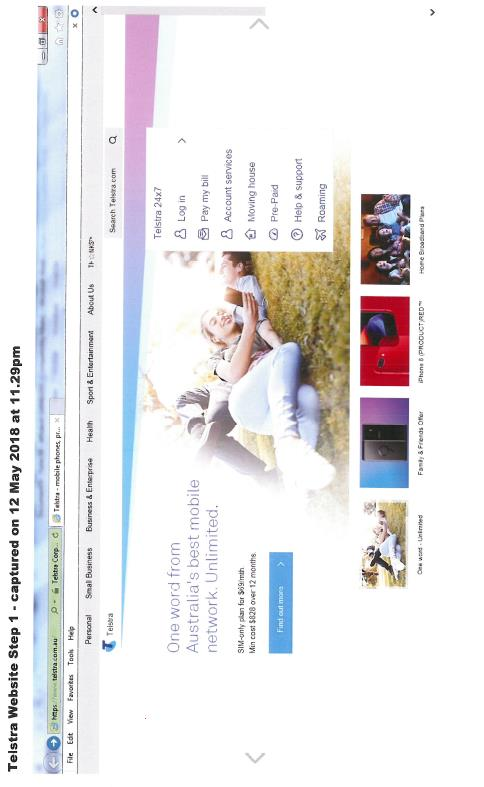 Telstra Website Step 1 - captured on 12 May 2018 at 11.29pm
https://www.telstra.com.au
Telstra Corp...
Telstra - mobile phones, pr...
File Edit View Favorites Tools Help
Personal Small Business Business & Enterprise Health Sport & Entertainment About Us
Telstra
Search Telstra.com
One word from
Australia's best mobile
network. Unlimited.
SIM-only plan for $69/mth
Min cost $828 over 12 months
Find out more
Telstra 24x7
Log in
Pay my bill
Account services
Moving house
Pre-Paid
Help & support
Roaming
One word - Unlimited
Family & Friends Offer
iPhone 8 (PRODUCT)RED™
Home Broadband Plans